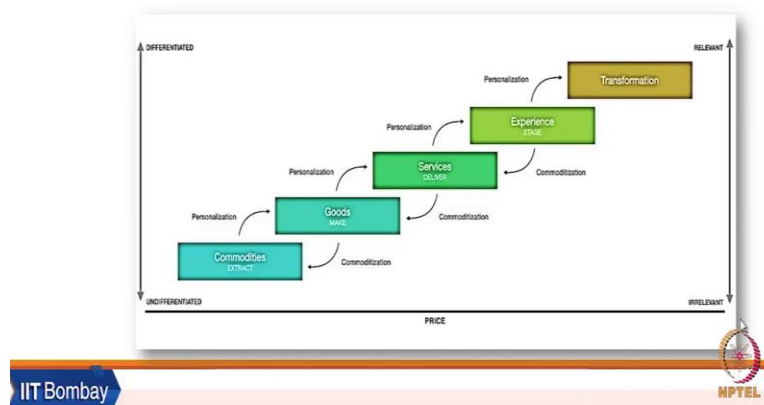 DIFFERENTIATED
RELEVANT
Personalization
Transformation
Personalization
Experience
STAGE
Personalization
Services
DELIVER
Commoditization
Personalization
Goods
MAKE
Commoditization
Commodities
EXTRACT
Commoditization
UNDIFFERENTIATED
IRRELEVANT
PRICE
IIT Bombay
NPTEL